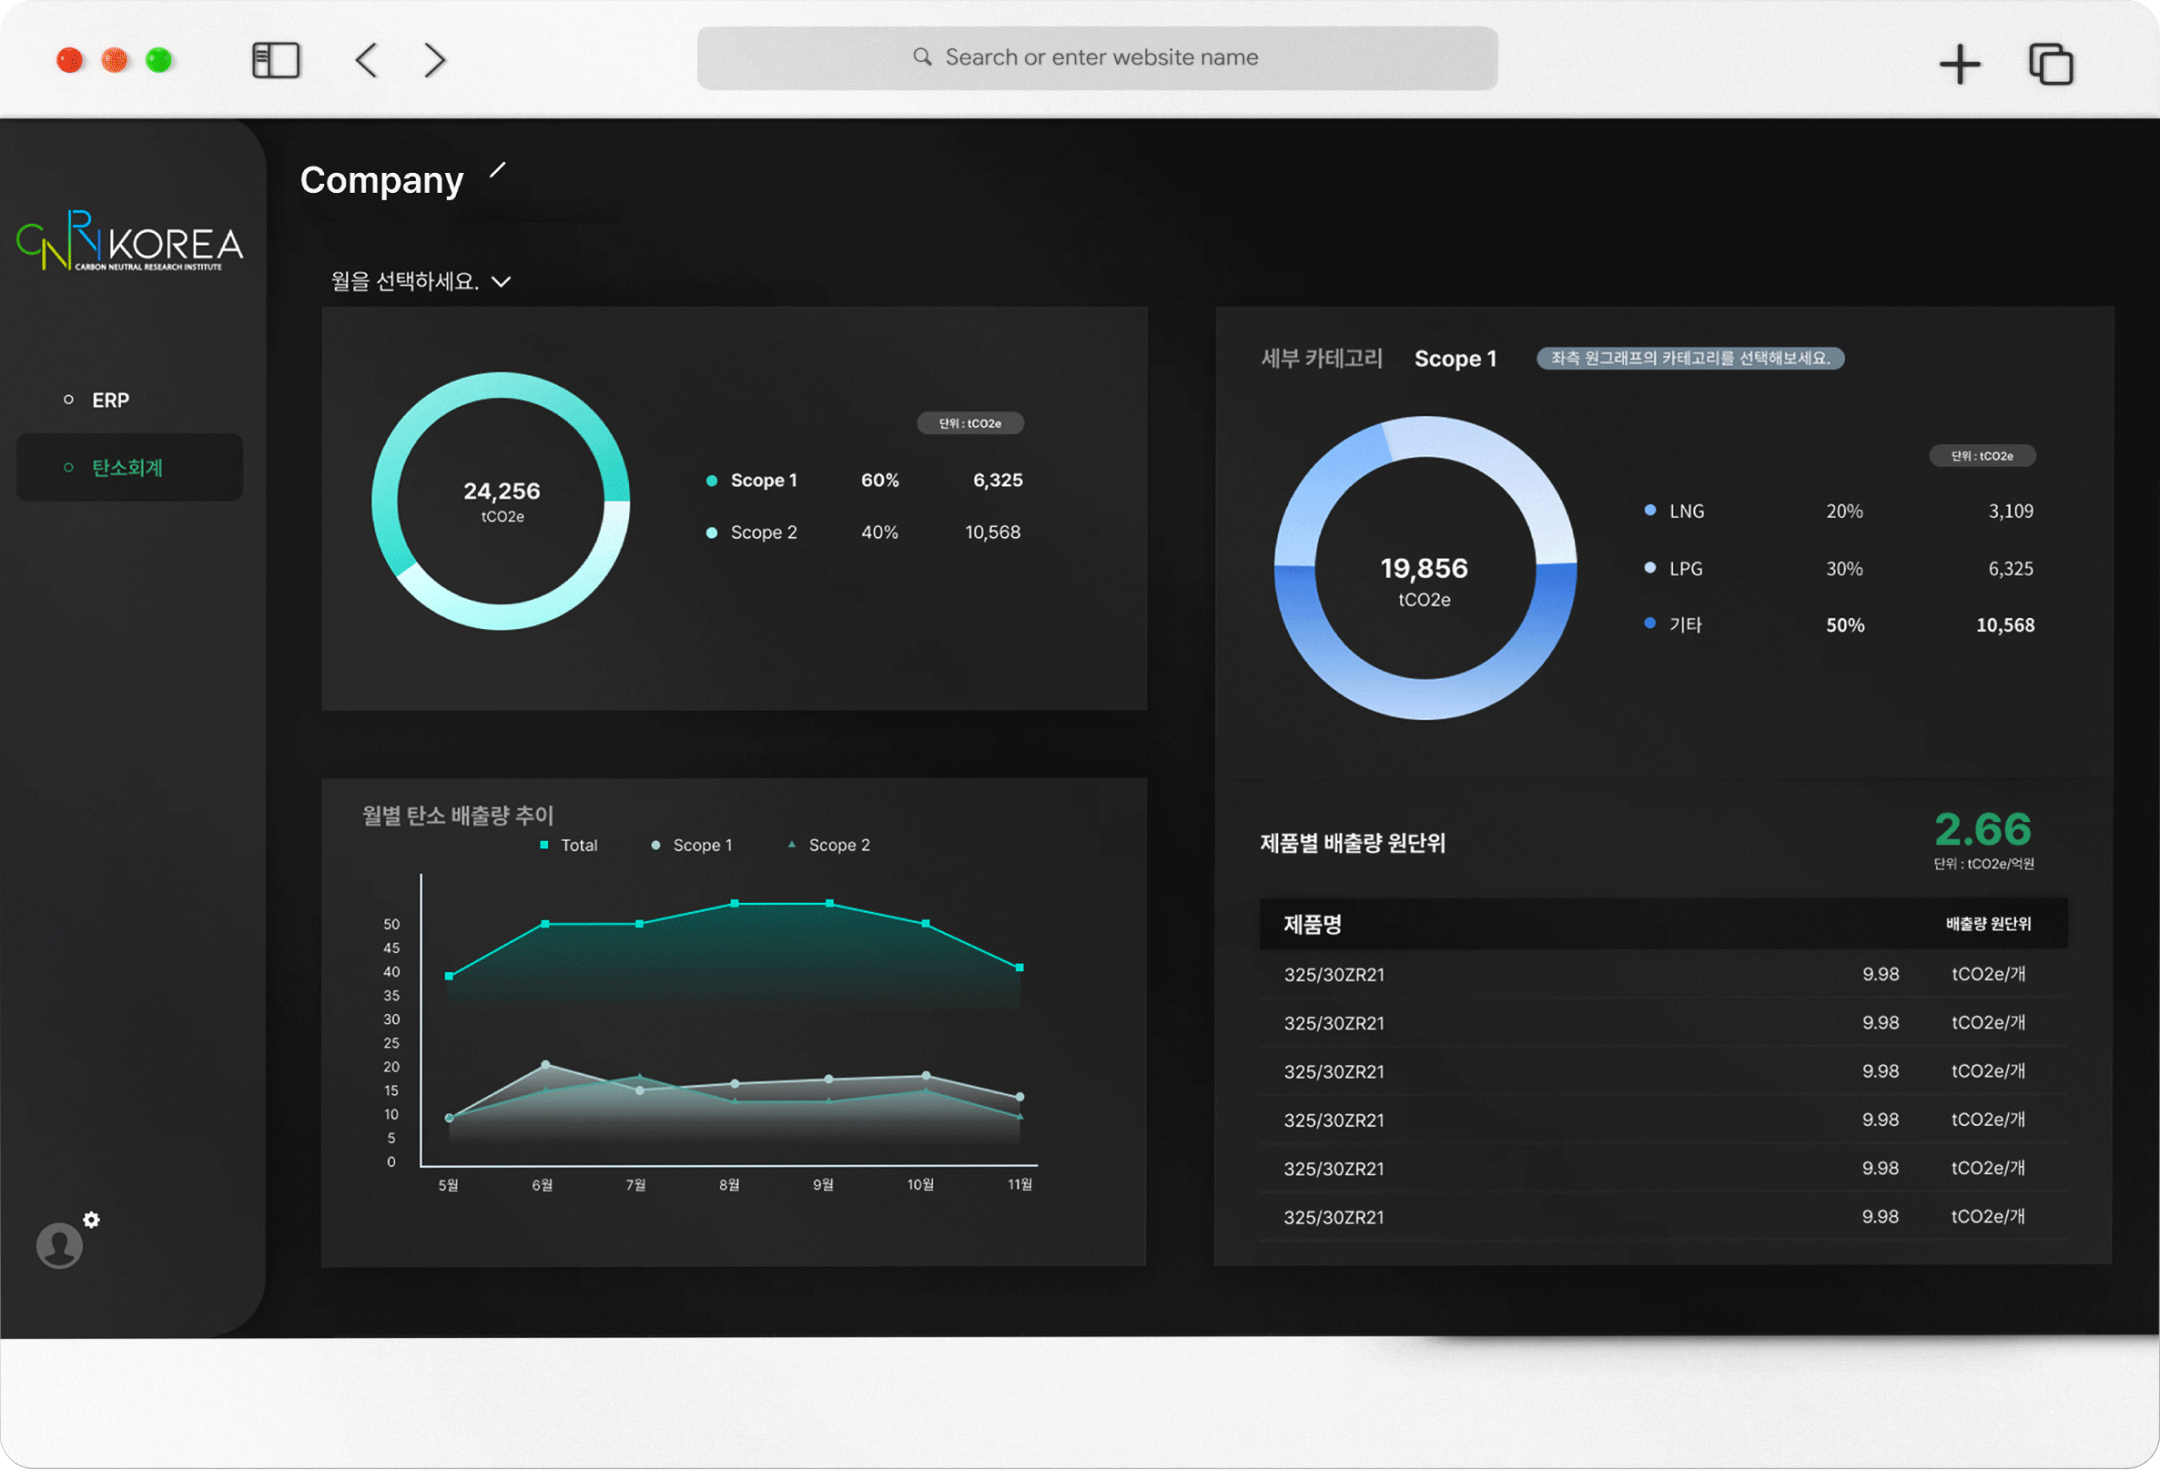 Search or enter website name
CNRI KOREA
CARBON NEUTRAL RESEARCH INSTITUTE
ERP
탄소회계
Company
월을 선택하세요.
24,256
tCO2e
단위 : tCO2e
Scope 1 60% 6,325
Scope 2 40% 10,568
세부 카테고리 Scope 1 좌측 원그래프의 카테고리를 선택해보세요.
19,856
tCO2e
단위 : tCO2e
LNG 20% 3,109
LPG 30% 6,325
기타 50% 10,568
월별 탄소 배출량 추이
Total Scope 1 Scope 2
50
45
40
35
30
25
20
15
10
5
0
5월 6월 7월 8월 9월 10월 11월
제품별 배출량 원단위
2.66
단위 : tCO2e/억원
제품명 배출량 원단위
325/30ZR21 9.98 tCO2e/개
325/30ZR21 9.98 tCO2e/개
325/30ZR21 9.98 tCO2e/개
325/30ZR21 9.98 tCO2e/개
325/30ZR21 9.98 tCO2e/개
325/30ZR21 9.98 tCO2e/개